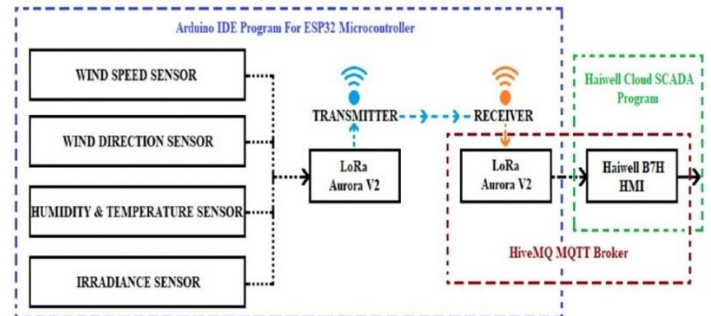 Arduino IDE Program For ESP32 Microcontroller
WIND SPEED SENSOR
WIND DIRECTION SENSOR
HUMIDITY & TEMPERATURE SENSOR
IRRADIANCE SENSOR
TRANSMITTER
LoRa
Aurora V2
RECEIVER
LoRa
Aurora V2
Haiwell Cloud SCADA
Program
Haiwell B7H
HMI
HiveMQ MQTT Broker